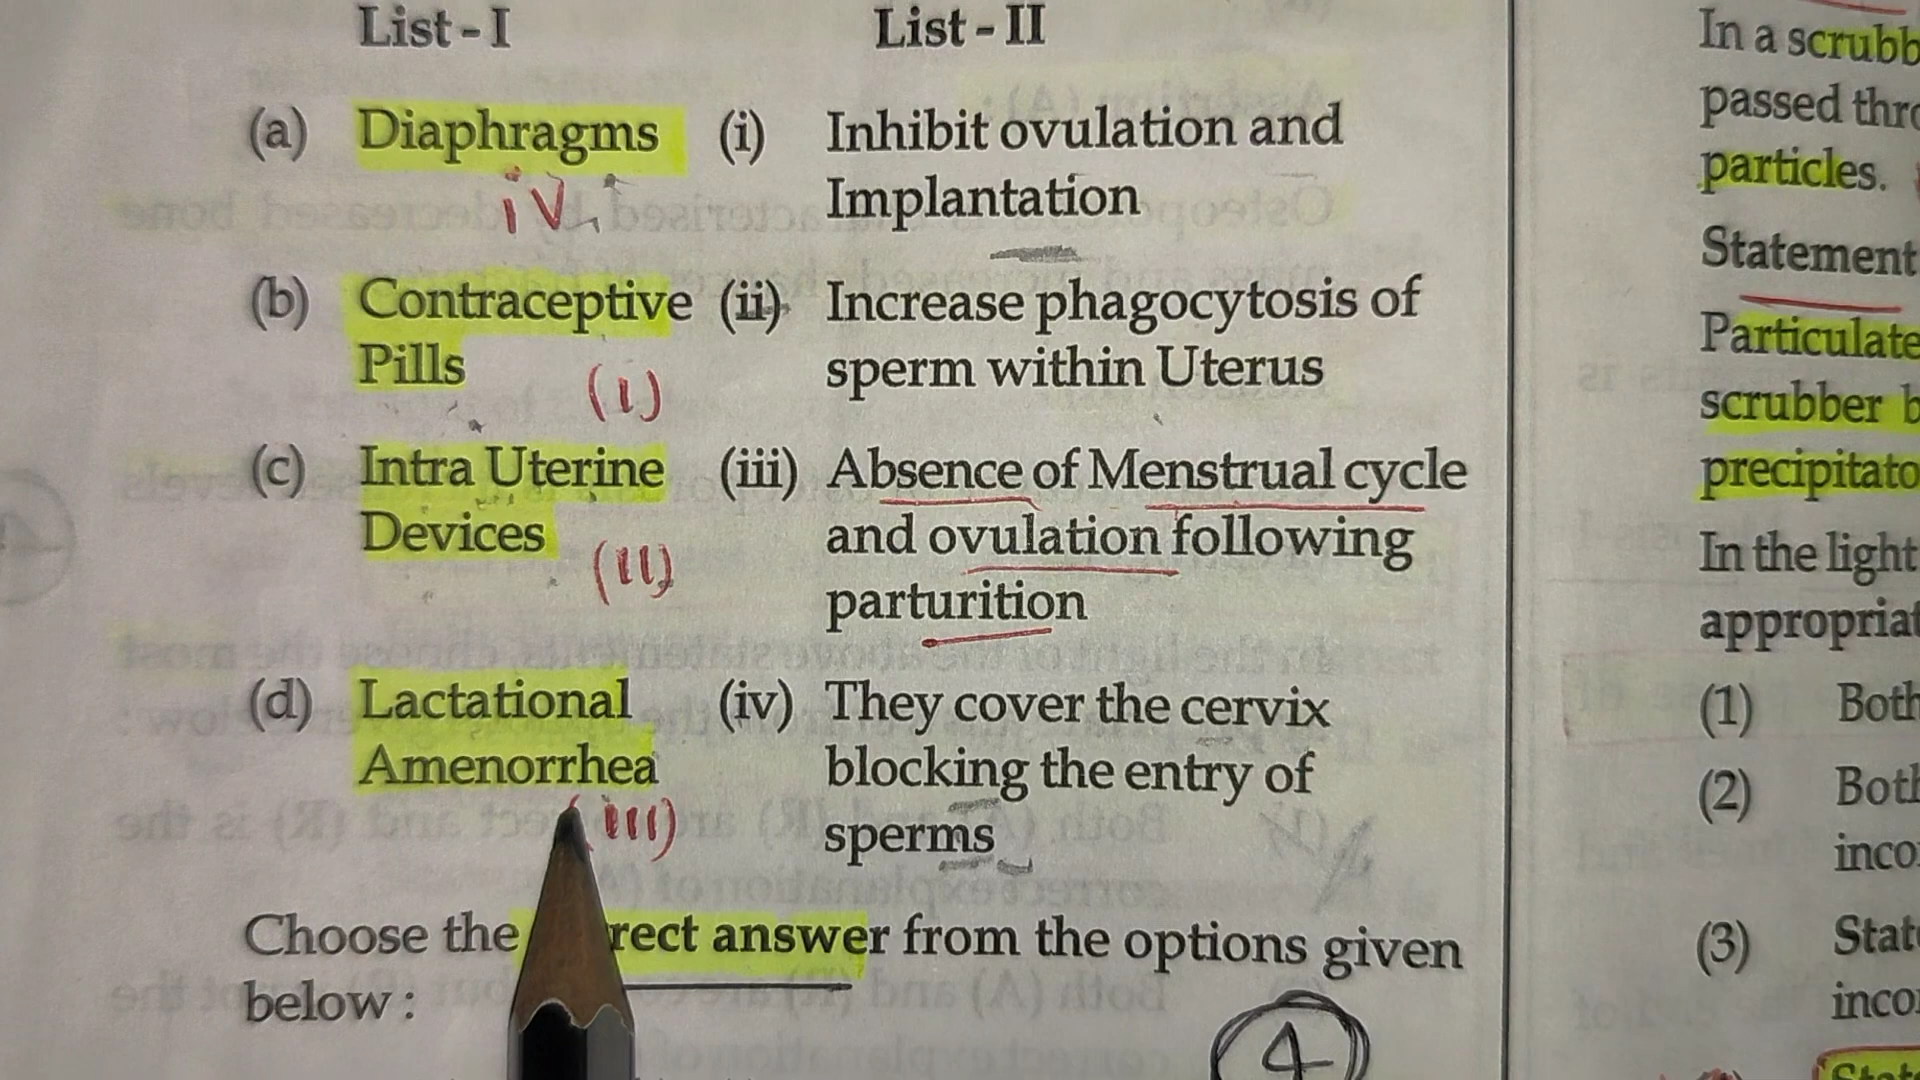 List - I List - II
(a) Diaphragms (i) Inhibit ovulation and
iv Implantation
(b) Contraceptive (ii) Increase phagocytosis of
Pills sperm within Uterus
(I)
(c) Intra Uterine (iii) Absence of Menstrual cycle
Devices and ovulation following
(II) parturition
(d) Lactational (iv) They cover the cervix
Amenorrhea blocking the entry of
(III) sperms
Choose the rect answer from the options given
below :
4
In a scrubb
passed thro
particles.
Statement
Particulate
scrubber b
precipitato
In the light
appropriat
(1) Both
(2) Both
inco
(3) State
inco